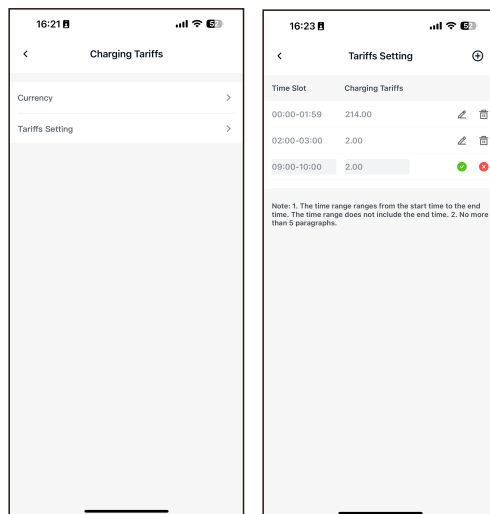 16:21
Charging Tariffs
Currency
Tariffs Setting
16:23
Tariffs Setting
Time Slot Charging Tariffs
00:00-01:59 214.00
02:00-03:00 2.00
09:00-10:00 2.00
Note: 1. The time range ranges from the start time to the end
time. The time range does not include the end time. 2. No more
than 5 paragraphs.